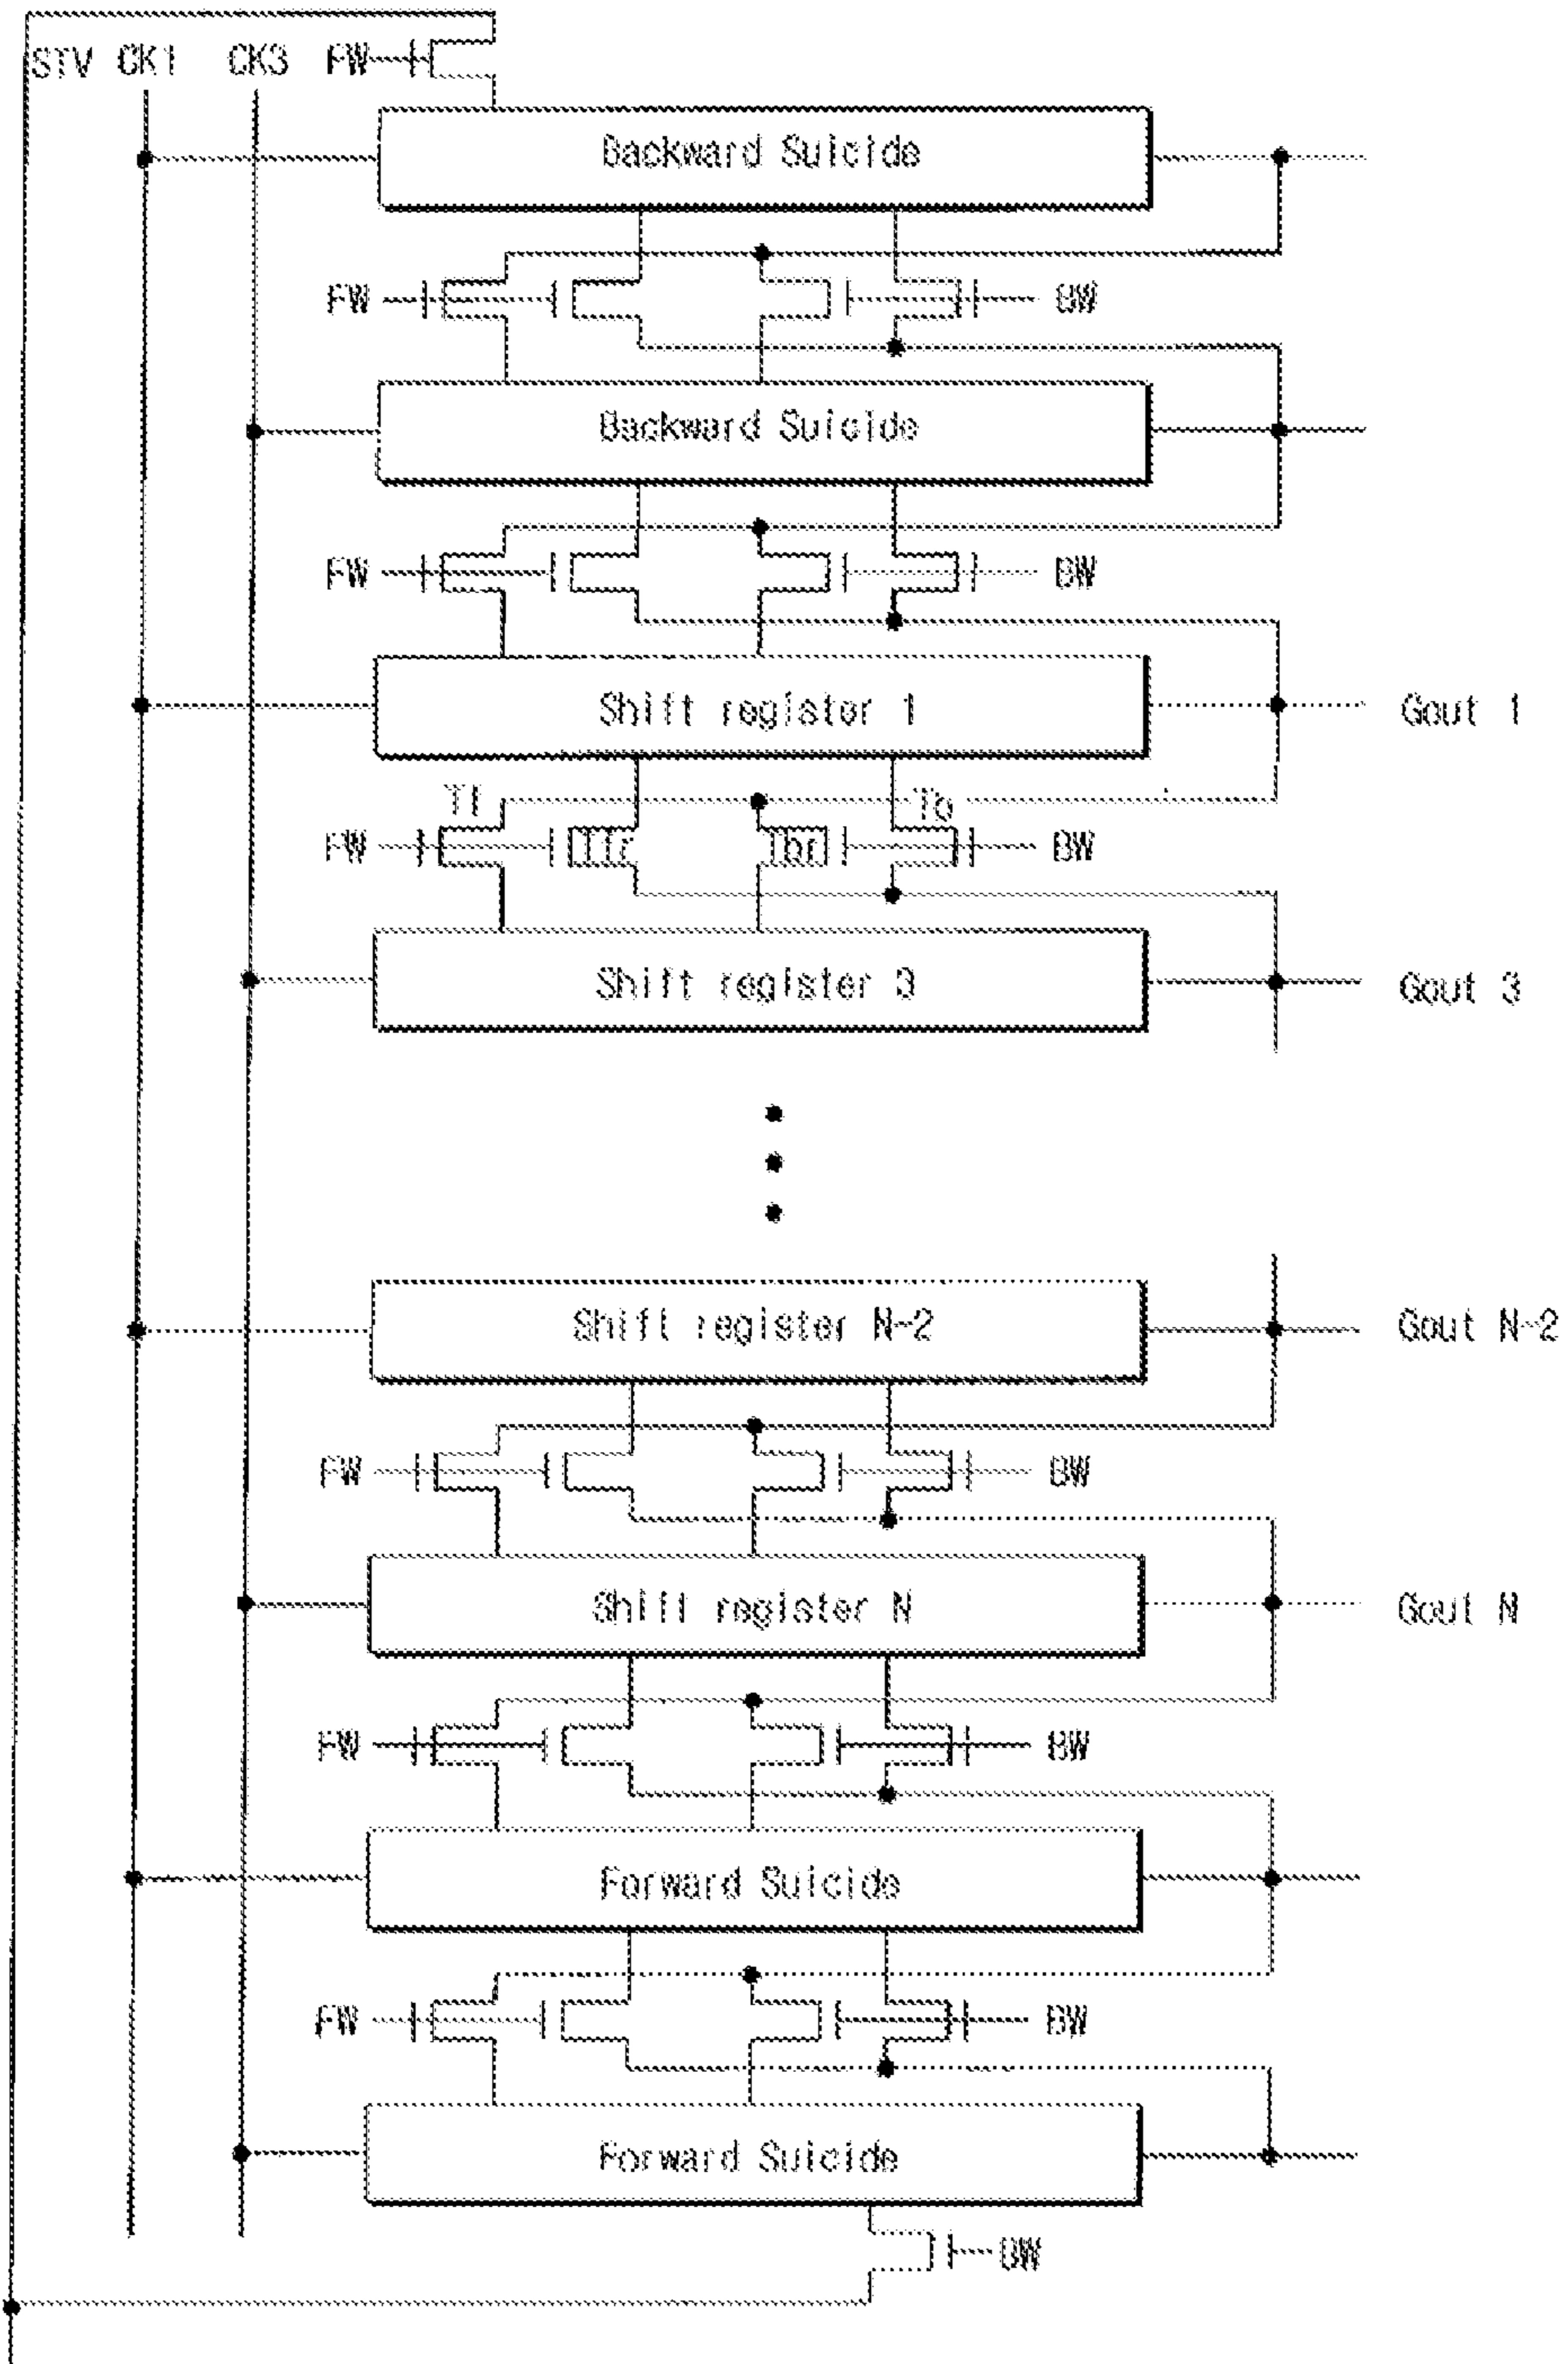 STV CK1 CK3 FW
Backward Suicide
FW BW
Backward Suicide
FW BW
Shift register 1 Gout 1
Tf Tb
FW Tfr Tbr BW
Shift register 3 Gout 3
Shift register N-2 Gout N-2
FW BW
Shift register N Gout N
FW BW
Forward Suicide
FW BW
Forward Suicide
BW